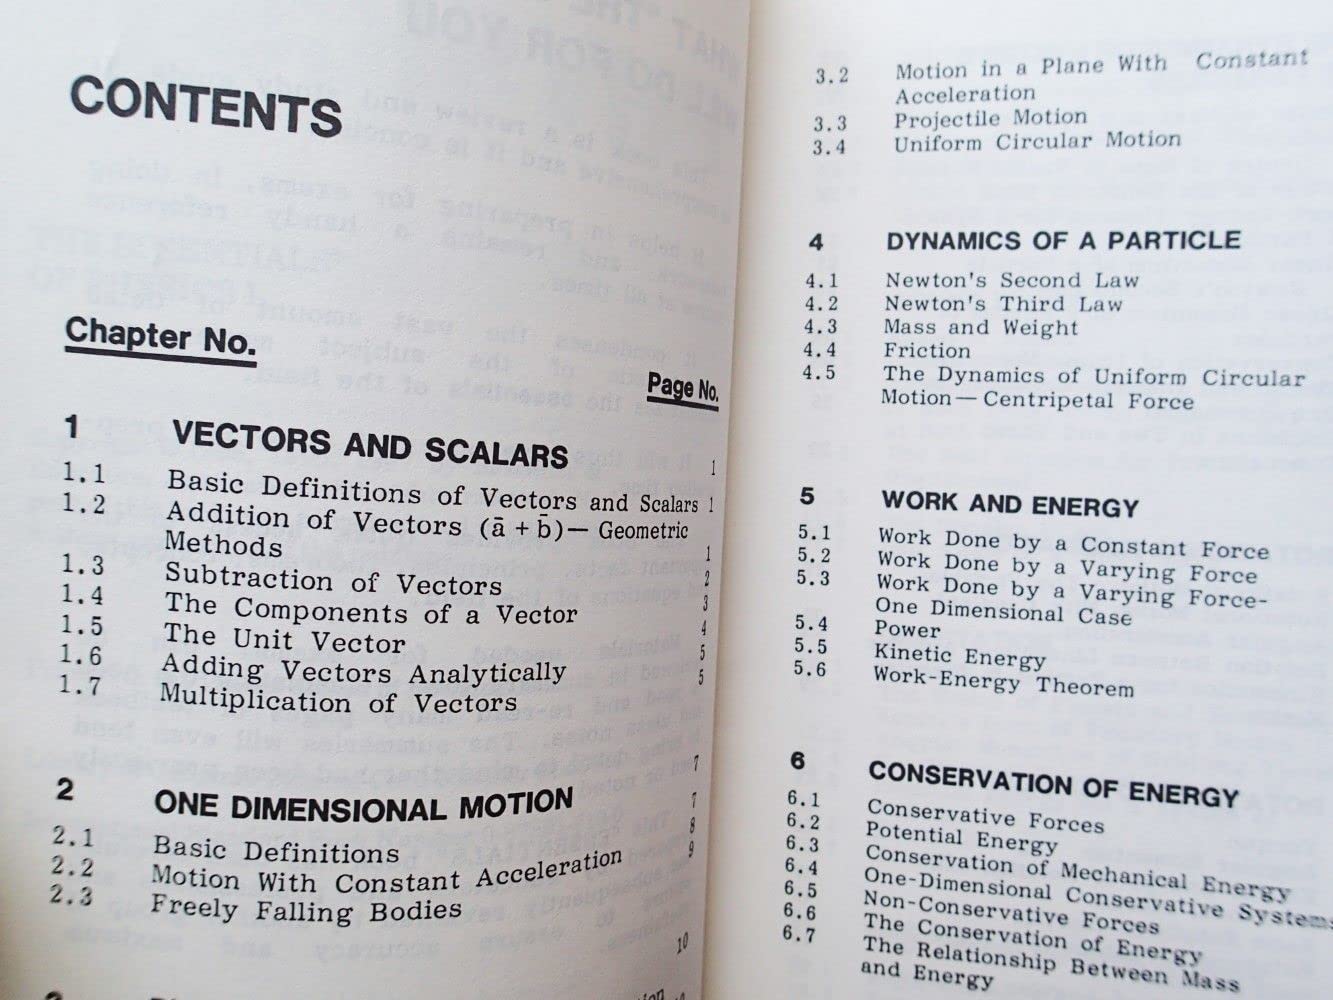 CONTENTS
Chapter No.
Page No.
1 VECTORS AND SCALARS 1
1.1 Basic Definitions of Vectors and Scalars 1
1.2 Addition of Vectors (ā + b̄)— Geometric
Methods 1
1.3 Subtraction of Vectors 2
1.4 The Components of a Vector 3
1.5 The Unit Vector 4
1.6 Adding Vectors Analytically 5
1.7 Multiplication of Vectors 5
2 ONE DIMENSIONAL MOTION 7
2.1 Basic Definitions 7
2.2 Motion With Constant Acceleration 8
2.3 Freely Falling Bodies 9
10
3.2 Motion in a Plane With Constant
Acceleration
3.3 Projectile Motion
3.4 Uniform Circular Motion
4 DYNAMICS OF A PARTICLE
4.1 Newton's Second Law
4.2 Newton's Third Law
4.3 Mass and Weight
4.4 Friction
4.5 The Dynamics of Uniform Circular
Motion — Centripetal Force
5 WORK AND ENERGY
5.1 Work Done by a Constant Force
5.2 Work Done by a Varying Force
5.3 Work Done by a Varying Force-
One Dimensional Case
5.4 Power
5.5 Kinetic Energy
5.6 Work-Energy Theorem
6 CONSERVATION OF ENERGY
6.1 Conservative Forces
6.2 Potential Energy
6.3 Conservation of Mechanical Energy
6.4 One-Dimensional Conservative Systems
6.5 Non-Conservative Forces
6.6 The Conservation of Energy
6.7 The Relationship Between Mass
and Energy